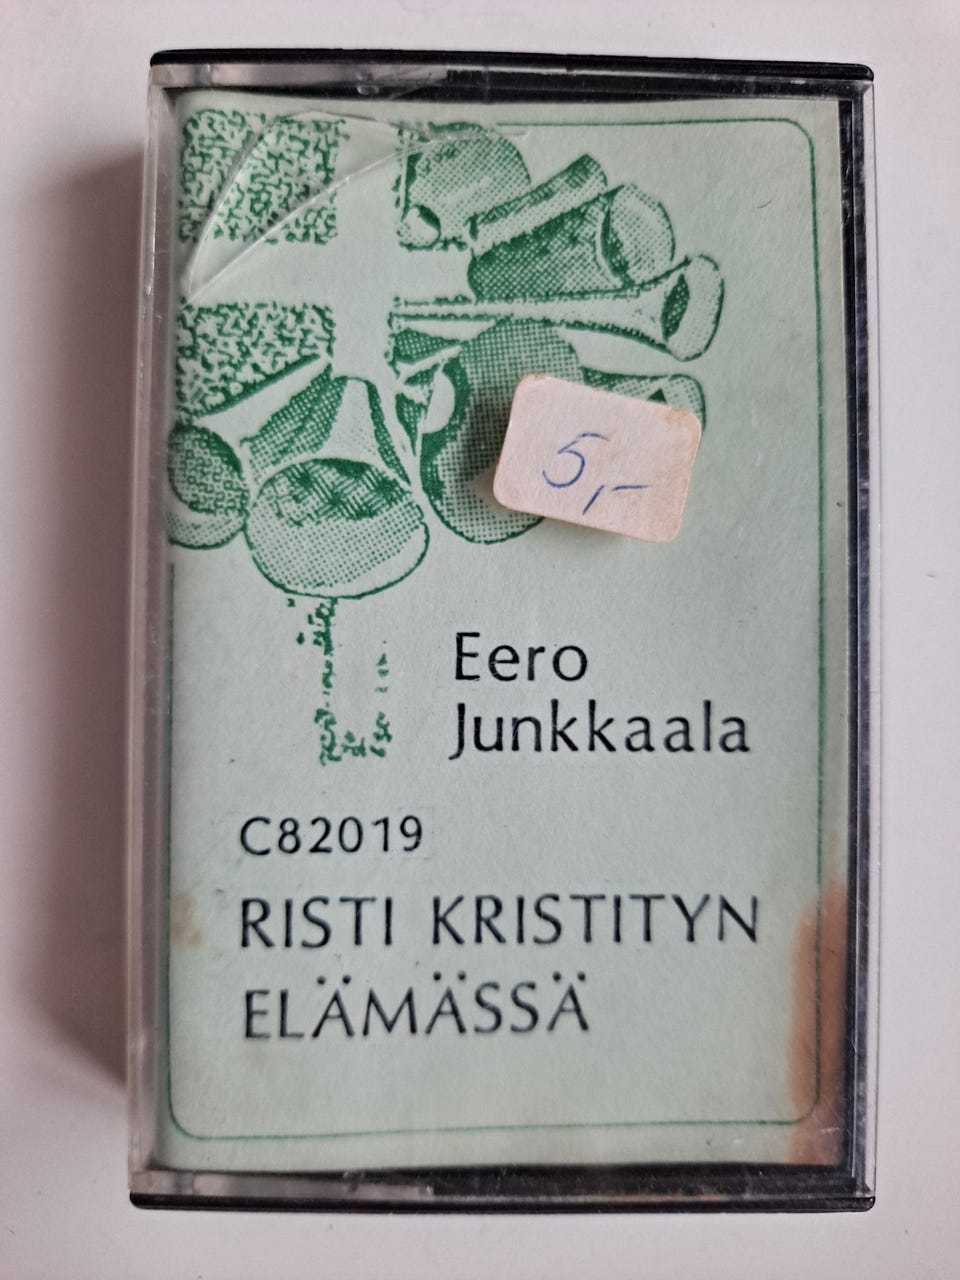 5,-
Eero
Junkkaala
C82019
RISTI KRISTITYN
ELÄMÄSSÄ